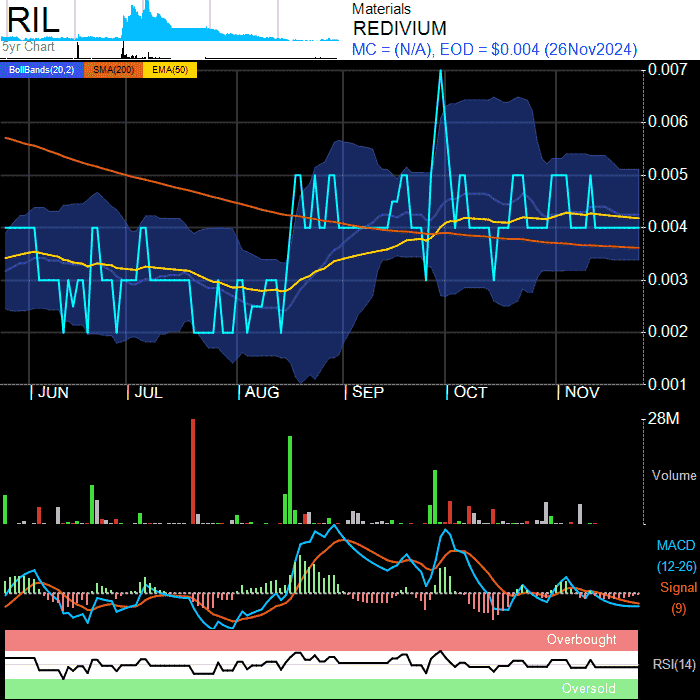 RIL
5yr Chart
Materials
REDIVIUM
MC = (N/A), EOD = $0.004 (26Nov2024)
BollBands(20,2) SMA(200) EMA(50)
0.007
0.006
0.005
0.004
0.003
0.002
0.001
JUN JUL AUG SEP OCT NOV
28M
Volume
MACD
(12-26)
Signal
(9)
Overbought
RSI(14)
Oversold